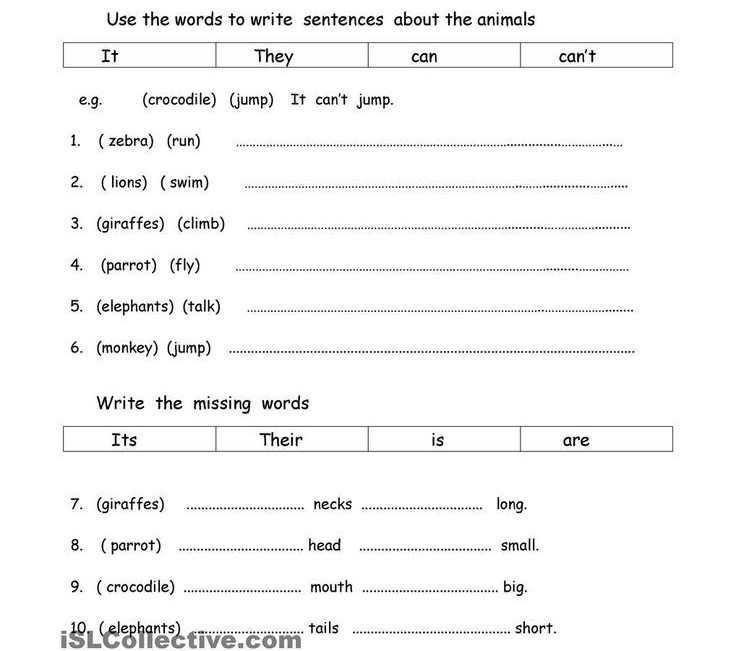 Use the words to write sentences about the animals
It They can can't
e.g. (crocodile) (jump) It can't jump.
1. ( zebra) (run) ........................................................................
2. ( lions) ( swim) ........................................................................
3. (giraffes) (climb) ........................................................................
4. (parrot) (fly) ........................................................................
5. (elephants) (talk) ........................................................................
6. (monkey) (jump) ........................................................................
Write the missing words
Its Their is are
7. (giraffes) .............................. necks .............................. long.
8. ( parrot) .............................. head .............................. small.
9. ( crocodile) .............................. mouth .............................. big.
10. ( elephants) .............................. tails .............................. short.
iSLCollective.com